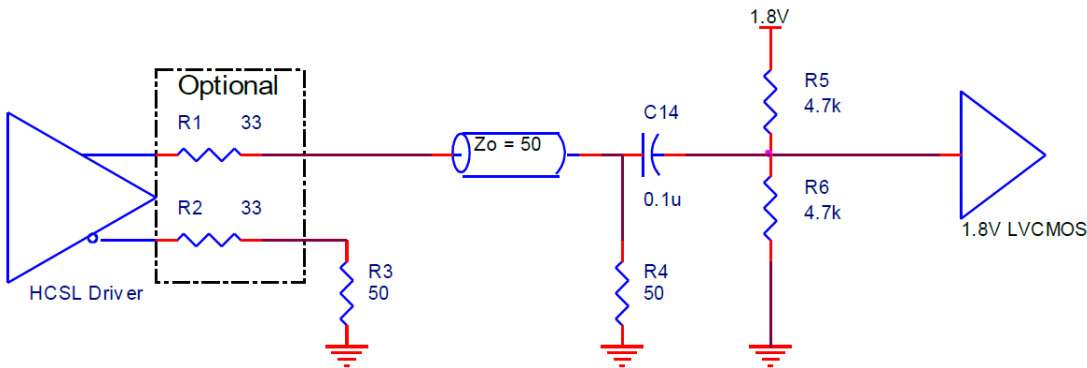 1.8V
Optional
R1 33
R2 33
HCSL Driver
R3
50
Zo = 50
R4
50
C14
0.1u
R5
4.7k
R6
4.7k
1.8V LVCMOS